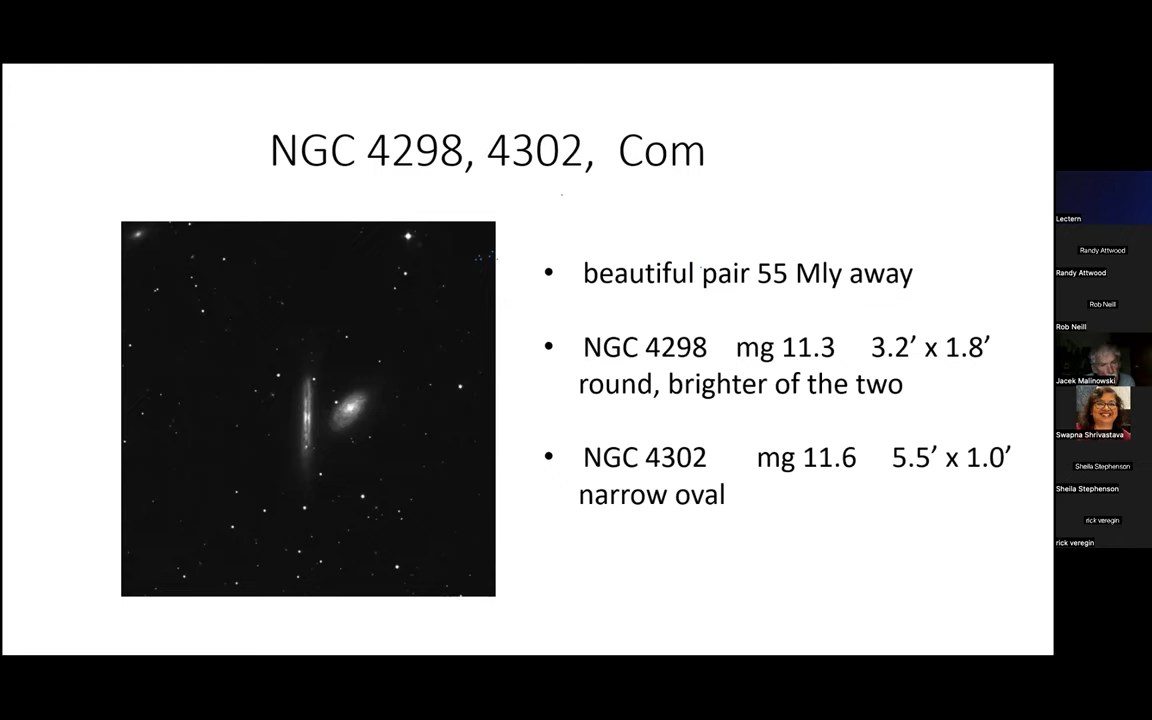 NGC 4298, 4302, Com
• beautiful pair 55 Mly away
• NGC 4298 mg 11.3 3.2’ x 1.8’
round, brighter of the two
• NGC 4302 mg 11.6 5.5’ x 1.0’
narrow oval
Lectern
Randy Attwood
Randy Attwood
Rob Neill
Rob Neill
Jacek Malinowski
Swapna Shrivastava
Sheila Stephenson
Sheila Stephenson
rick veregin
rick veregin